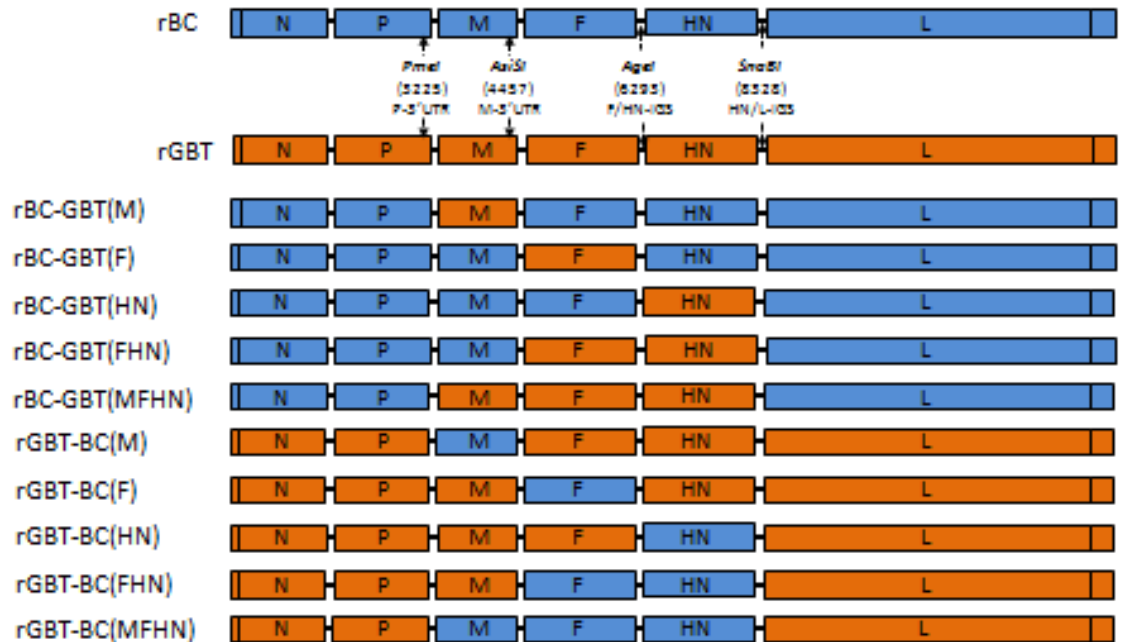 rBC N P M F HN L
PmeI AsiSI AgeI SnaBI
(3225) (4457) (6293) (8328)
P-3'UTR M-3'UTR F/HN-IGS HN/L-IGS
rGBT N P M F HN L
rBC-GBT(M) N P M F HN L
rBC-GBT(F) N P M F HN L
rBC-GBT(HN) N P M F HN L
rBC-GBT(FHN) N P M F HN L
rBC-GBT(MFHN) N P M F HN L
rGBT-BC(M) N P M F HN L
rGBT-BC(F) N P M F HN L
rGBT-BC(HN) N P M F HN L
rGBT-BC(FHN) N P M F HN L
rGBT-BC(MFHN) N P M F HN L